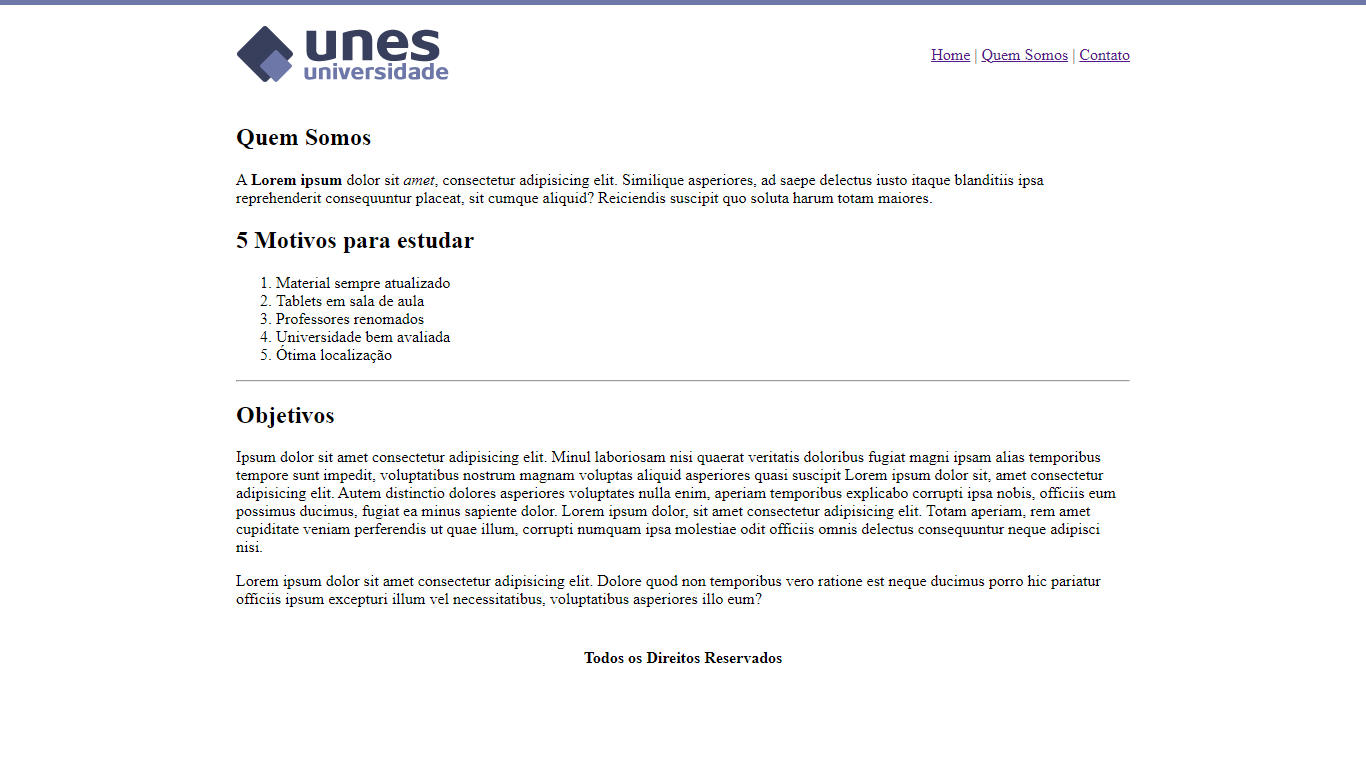 unes
universidade
Home | Quem Somos | Contato
Quem Somos
A Lorem ipsum dolor sit amet, consectetur adipisicing elit. Similique asperiores, ad saepe delectus iusto itaque blanditiis ipsa
reprehenderit consequuntur placeat, sit cumque aliquid? Reiciendis suscipit quo soluta harum totam maiores.
5 Motivos para estudar
1. Material sempre atualizado
2. Tablets em sala de aula
3. Professores renomados
4. Universidade bem avaliada
5. Ótima localização
Objetivos
Ipsum dolor sit amet consectetur adipisicing elit. Minul laboriosam nisi quaerat veritatis doloribus fugiat magni ipsam alias temporibus
tempore sunt impedit, voluptatibus nostrum magnam voluptas aliquid asperiores quasi suscipit Lorem ipsum dolor sit, amet consectetur
adipisicing elit. Autem distinctio dolores asperiores voluptates nulla enim, aperiam temporibus explicabo corrupti ipsa nobis, officiis eum
possimus ducimus, fugiat ea minus sapiente dolor. Lorem ipsum dolor, sit amet consectetur adipisicing elit. Totam aperiam, rem amet
cupiditate veniam perferendis ut quae illum, corrupti numquam ipsa molestiae odit officiis omnis delectus consequuntur neque adipisci
nisi.
Lorem ipsum dolor sit amet consectetur adipisicing elit. Dolore quod non temporibus vero ratione est neque ducimus porro hic pariatur
officiis ipsum excepturi illum vel necessitatibus, voluptatibus asperiores illo eum?
Todos os Direitos Reservados